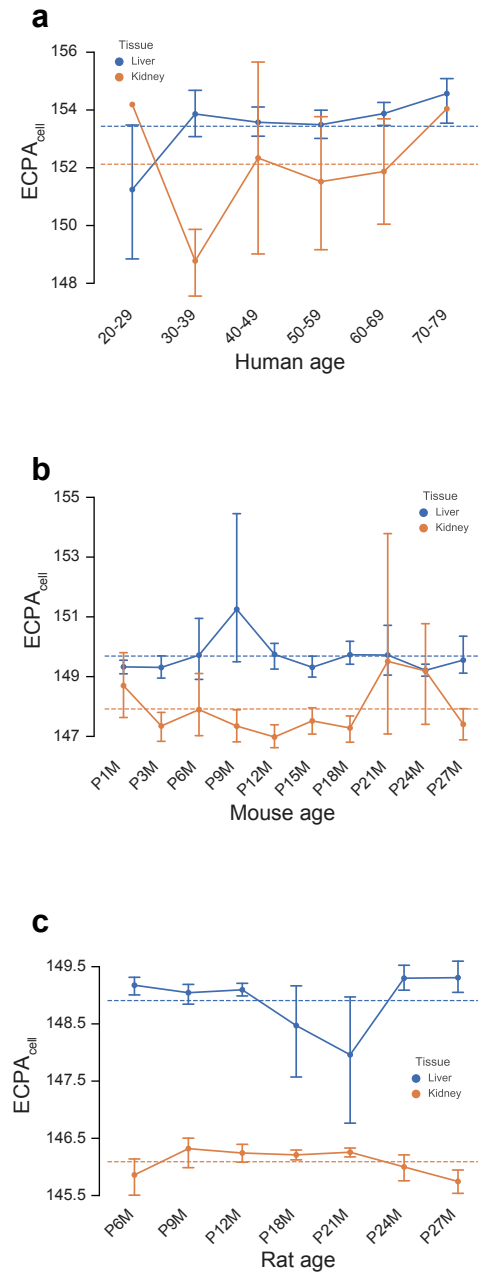 a
Tissue
Liver
Kidney
156
154
152
150
148
ECPAcell
20-29
30-39
40-49
50-59
60-69
70-79
Human age
b
Tissue
Liver
Kidney
155
153
151
149
147
ECPAcell
P1M
P3M
P6M
P9M
P12M
P15M
P18M
P21M
P24M
P27M
Mouse age
c
149.5
148.5
147.5
146.5
145.5
ECPAcell
Tissue
Liver
Kidney
P6M
P9M
P12M
P18M
P21M
P24M
P27M
Rat age